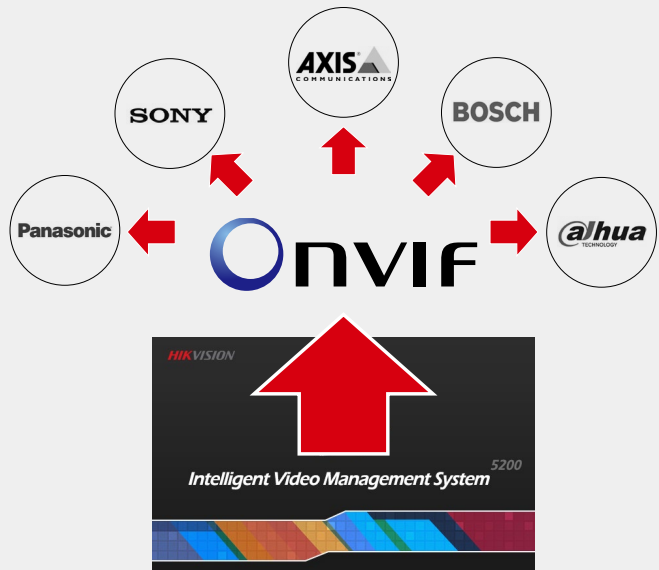 AXIS
COMMUNICATIONS
SONY
BOSCH
Panasonic
alhua
TECHNOLOGY
ONVIF
HIKVISION
5200
Intelligent Video Management System